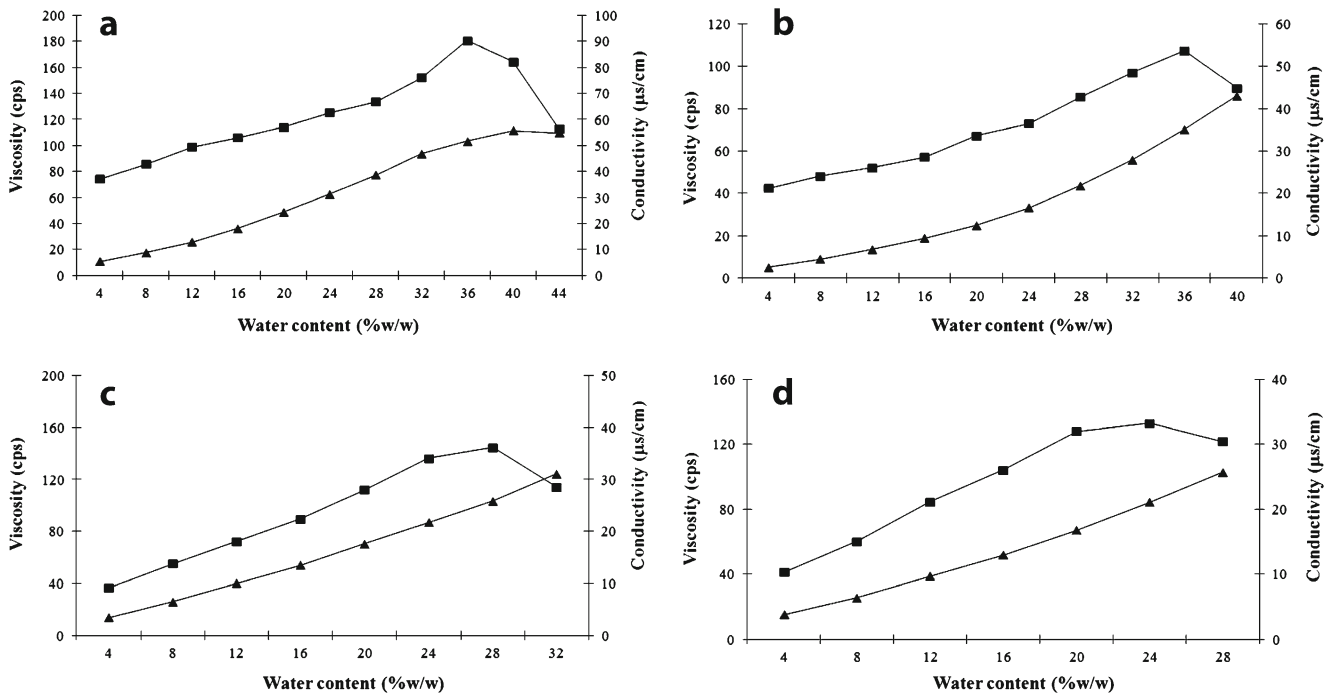 a
200
180
160
140
120
100
80
60
40
20
0
Viscosity (cps)
100
90
80
70
60
50
40
30
20
10
0
Conductivity (µs/cm)
4 8 12 16 20 24 28 32 36 40 44
Water content (%w/w)
b
120
100
80
60
40
20
0
Viscosity (cps)
60
50
40
30
20
10
0
Conductivity (µs/cm)
4 8 12 16 20 24 28 32 36 40
Water content (%w/w)
c
200
160
120
80
40
0
Viscosity (cps)
50
40
30
20
10
0
Conductivity (µs/cm)
4 8 12 16 20 24 28 32
Water content (%w/w)
d
160
120
80
40
0
Viscosity (cps)
40
30
20
10
0
Conductivity (µs/cm)
4 8 12 16 20 24 28
Water content (%w/w)